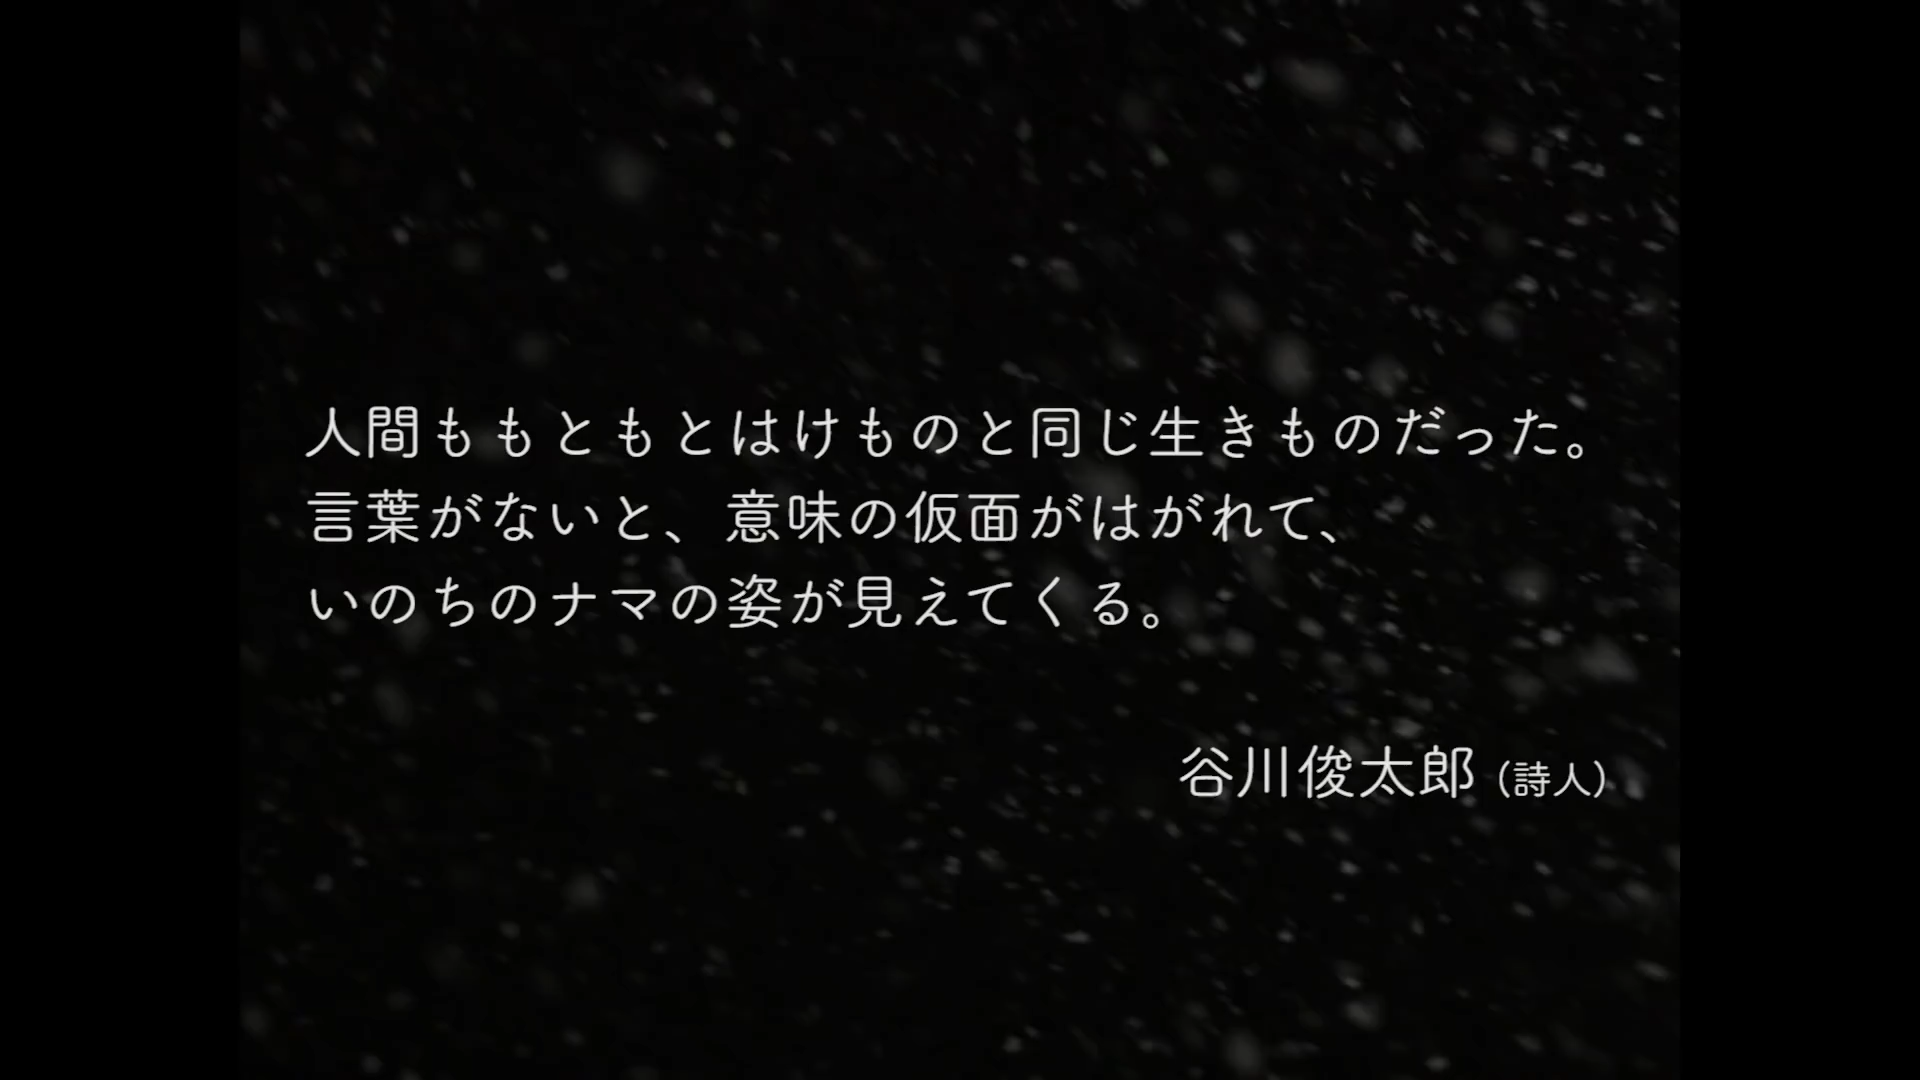 人間ももともとはけものと同じ生きものだった。
言葉がないと、意味の仮面がはがれて、
いのちのナマの姿が見えてくる。
谷川俊太郎（詩人）